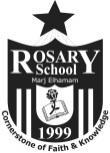 ROSARY
School
Marj Elhamam
1999
Cornerstone of Faith & Knowledge